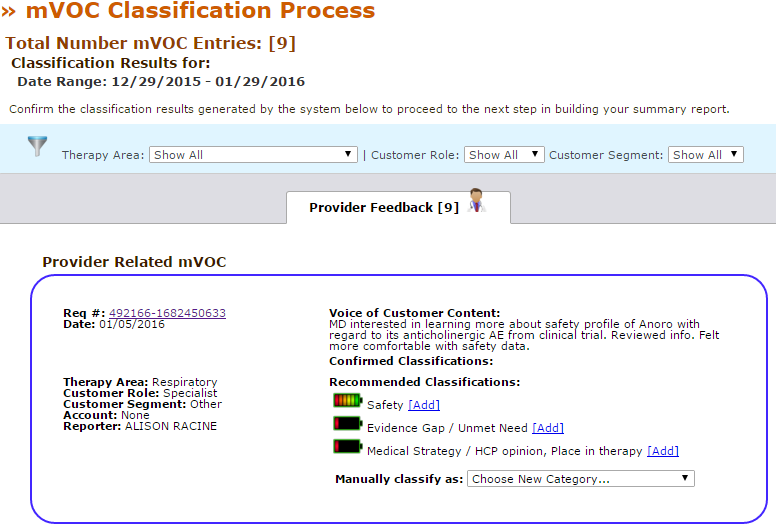 » mVOC Classification Process
Total Number mVOC Entries: [9]
Classification Results for:
Date Range: 12/29/2015 - 01/29/2016
Confirm the classification results generated by the system below to proceed to the next step in building your summary report.
Therapy Area: Show All | Customer Role: Show All Customer Segment: Show All
Provider Feedback [9]
Provider Related mVOC
Req #: 492166-1682450633
Date: 01/05/2016
Therapy Area: Respiratory
Customer Role: Specialist
Customer Segment: Other
Account: None
Reporter: ALISON RACINE
Voice of Customer Content:
MD interested in learning more about safety profile of Anoro with
regard to its anticholinergic AE from clinical trial. Reviewed info. Felt
more comfortable with safety data.
Confirmed Classifications:
Recommended Classifications:
Safety [Add]
Evidence Gap / Unmet Need [Add]
Medical Strategy / HCP opinion, Place in therapy [Add]
Manually classify as: Choose New Category...